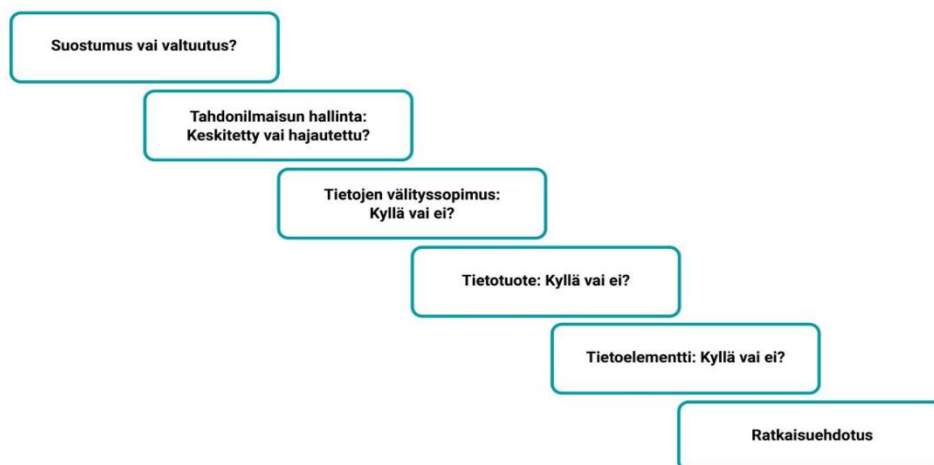 Suostumus vai valtuutus?
Tahdonilmaisun hallinta:
Keskitetty vai hajautettu?
Tietojen välityssopimus:
Kyllä vai ei?
Tietotuote: Kyllä vai ei?
Tietoelementti: Kyllä vai ei?
Ratkaisuehdotus